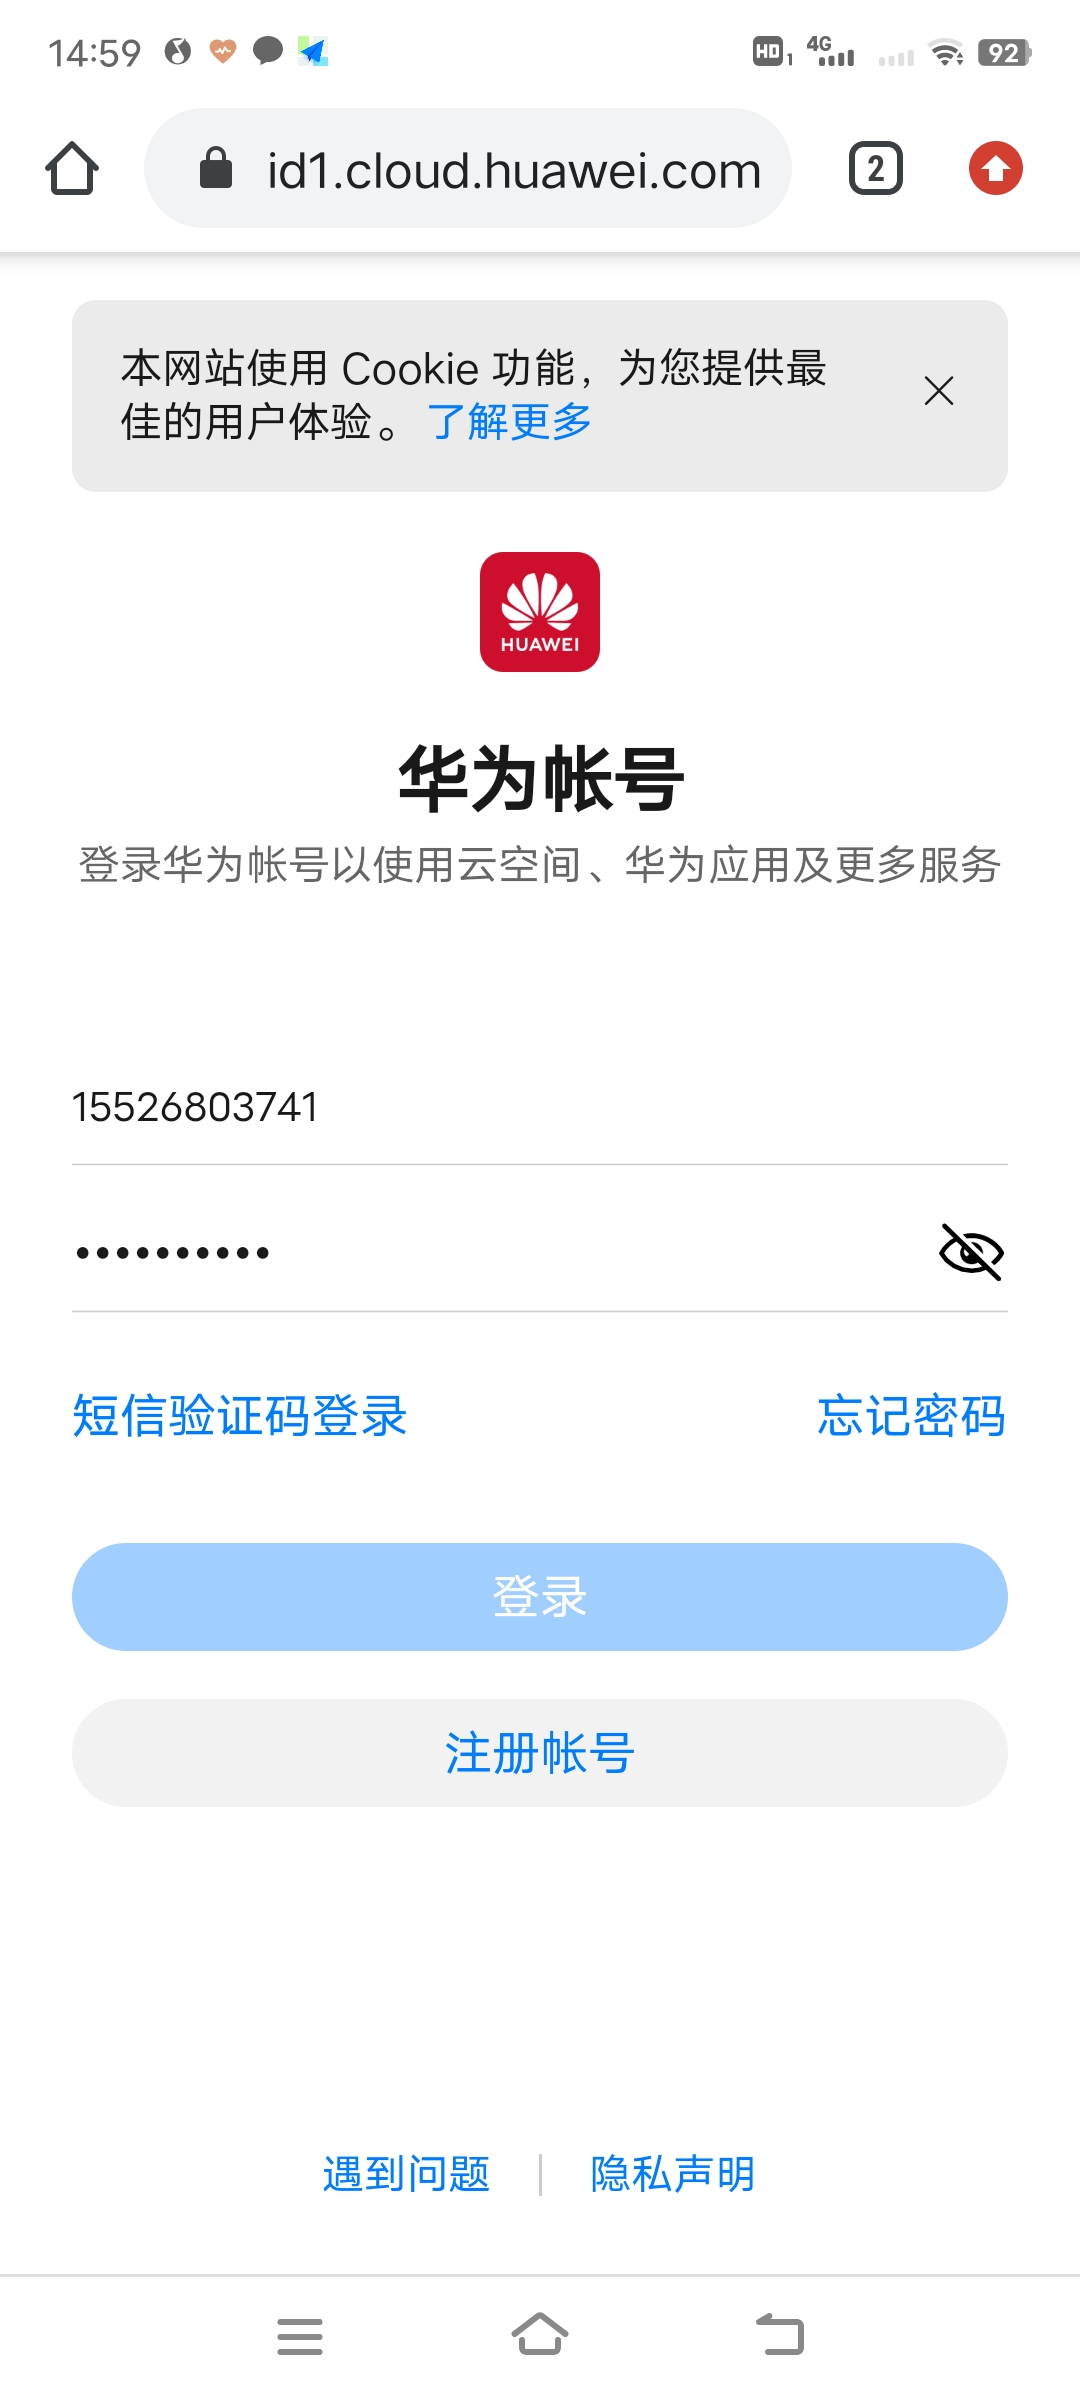 14:59
HD 1 4G 92
id1.cloud.huawei.com
2
本网站使用 Cookie 功能，为您提供最
佳的用户体验。了解更多
HUAWEI
华为帐号
登录华为帐号以使用云空间、华为应用及更多服务
15526803741
••••••••••
短信验证码登录 忘记密码
登录
注册帐号
遇到问题 | 隐私声明